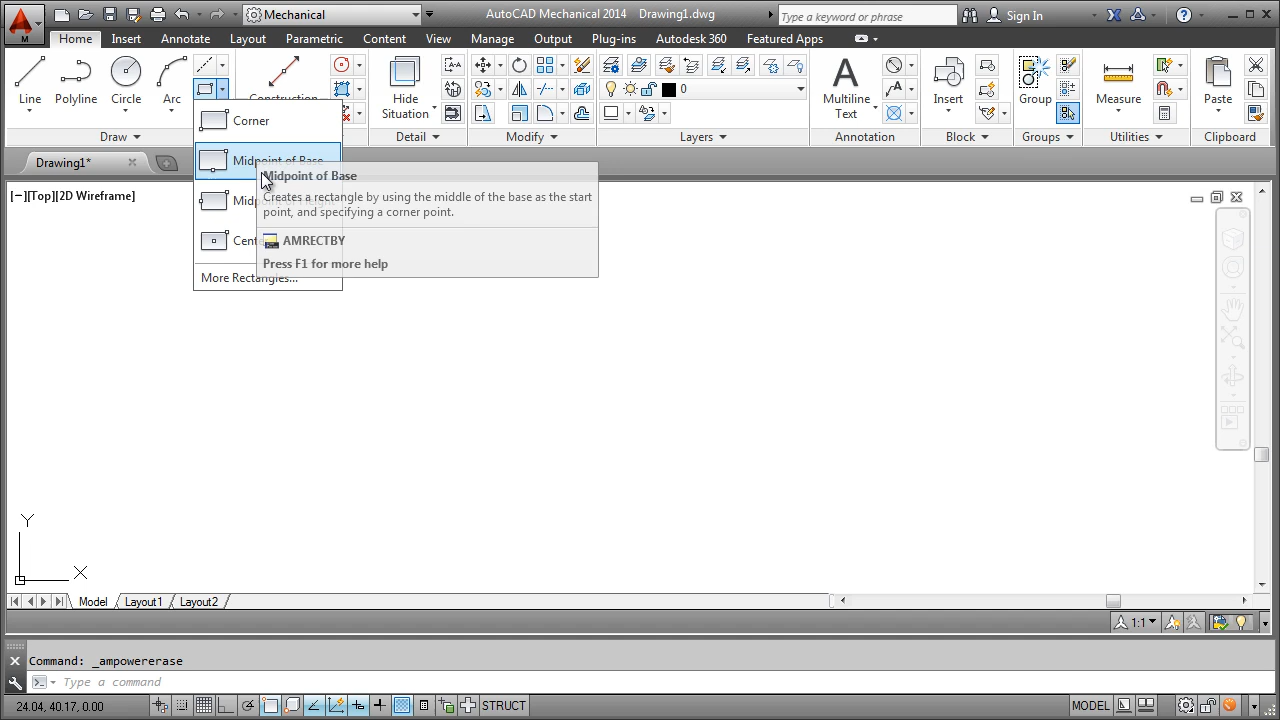 Mechanical
AutoCAD Mechanical 2014 Drawing1.dwg
Type a keyword or phrase
Sign In
M
Home Insert Annotate Layout Parametric Content View Manage Output Plug-ins Autodesk 360 Featured Apps
Line Polyline Circle Arc
Hide
Situation
0
Multiline
Text
Insert
Group
Measure
Paste
Draw
Detail
Modify
Layers
Annotation
Block
Groups
Utilities
Clipboard
Corner
Midpoint of Base
Center
More Rectangles...
Midpoint of Base
Creates a rectangle by using the middle of the base as the start
point, and specifying a corner point.
AMRECTBY
Press F1 for more help
Drawing1*
[−][Top][2D Wireframe]
Y
X
Model Layout1 Layout2
1:1
Command: _ampowererase
Type a command
24.04, 40.17, 0.00
STRUCT
MODEL